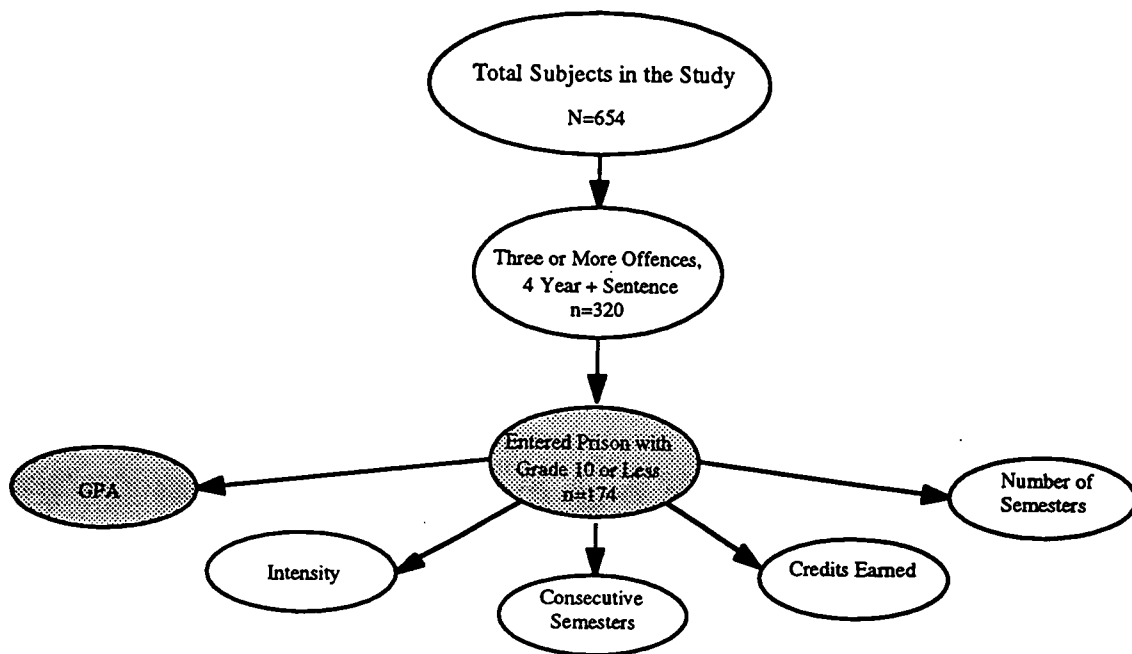 Total Subjects in the Study
N=654
Three or More Offences,
4 Year + Sentence
n=320
Entered Prison with
Grade 10 or Less
n=174
GPA
Number of
Semesters
Intensity
Credits Earned
Consecutive
Semesters